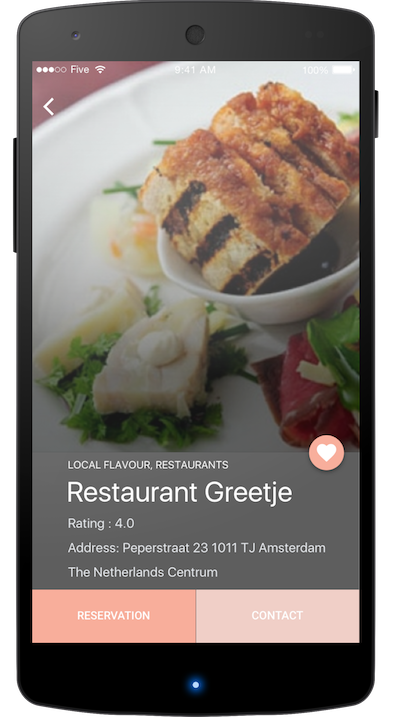 Five 9:41 AM 100%
LOCAL FLAVOUR, RESTAURANTS
Restaurant Greetje
Rating : 4.0
Address: Peperstraat 23 1011 TJ Amsterdam
The Netherlands Centrum
RESERVATION CONTACT